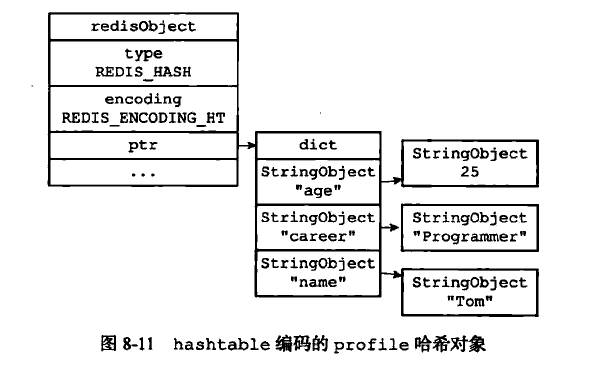 redisObject
type
REDIS_HASH
encoding
REDIS_ENCODING_HT
ptr
...
dict
StringObject
"age"
StringObject
"career"
StringObject
"name"
StringObject
25
StringObject
"Programmer"
StringObject
"Tom"
图 8-11 hashtable 编码的 profile 哈希对象